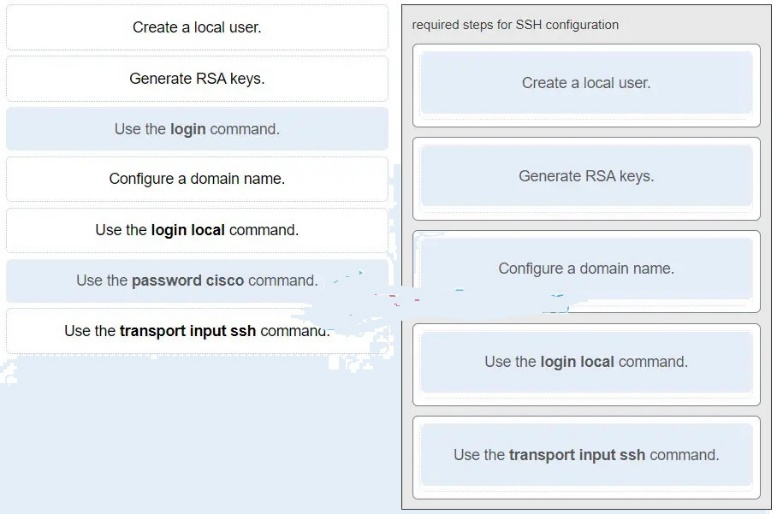 Create a local user.
Generate RSA keys.
Use the login command.
Configure a domain name.
Use the login local command.
Use the password cisco command.
Use the transport input ssh command.
required steps for SSH configuration
Create a local user.
Generate RSA keys.
Configure a domain name.
Use the login local command.
Use the transport input ssh command.